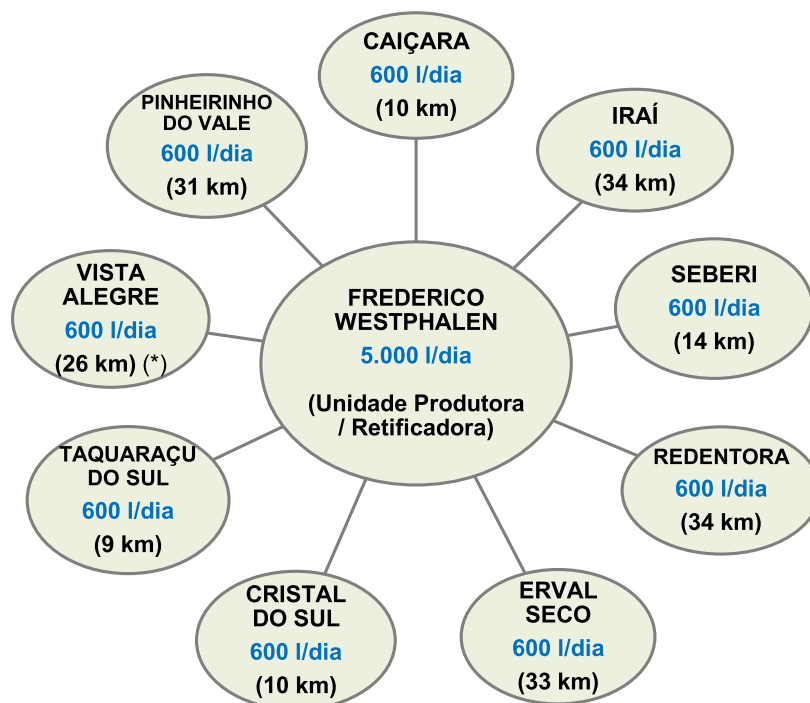 CAIÇARA
600 l/dia
(10 km)
PINHEIRINHO
DO VALE
600 l/dia
(31 km)
IRAÍ
600 l/dia
(34 km)
VISTA
ALEGRE
600 l/dia
(26 km) (*)
FREDERICO
WESTPHALEN
5.000 l/dia
(Unidade Produtora
/ Retificadora)
SEBERI
600 l/dia
(14 km)
TAQUARAÇU
DO SUL
600 l/dia
(9 km)
REDENTORA
600 l/dia
(34 km)
CRISTAL
DO SUL
600 l/dia
(10 km)
ERVAL
SECO
600 l/dia
(33 km)